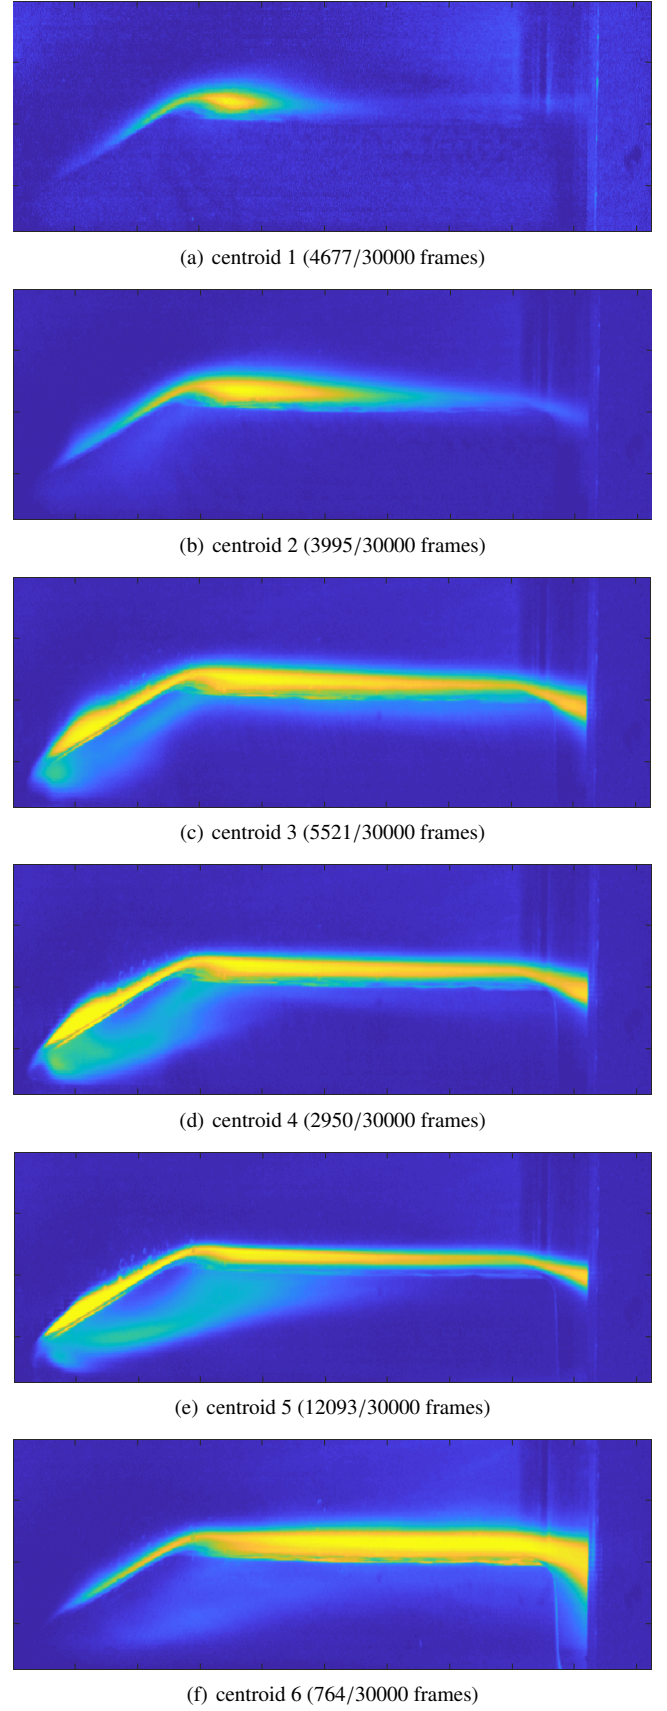 (a) centroid 1 (4677/30000 frames)
(b) centroid 2 (3995/30000 frames)
(c) centroid 3 (5521/30000 frames)
(d) centroid 4 (2950/30000 frames)
(e) centroid 5 (12093/30000 frames)
(f) centroid 6 (764/30000 frames)